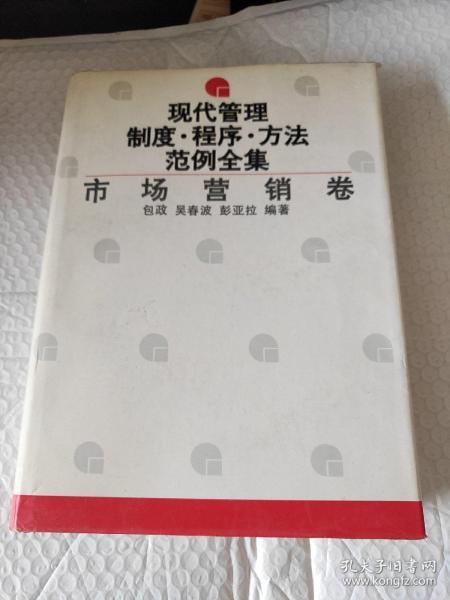 现代管理
制度·程序·方法
范例全集
市场营销卷
包政 吴春波 彭亚拉 编著
孔夫子旧书网
www.kongfz.com